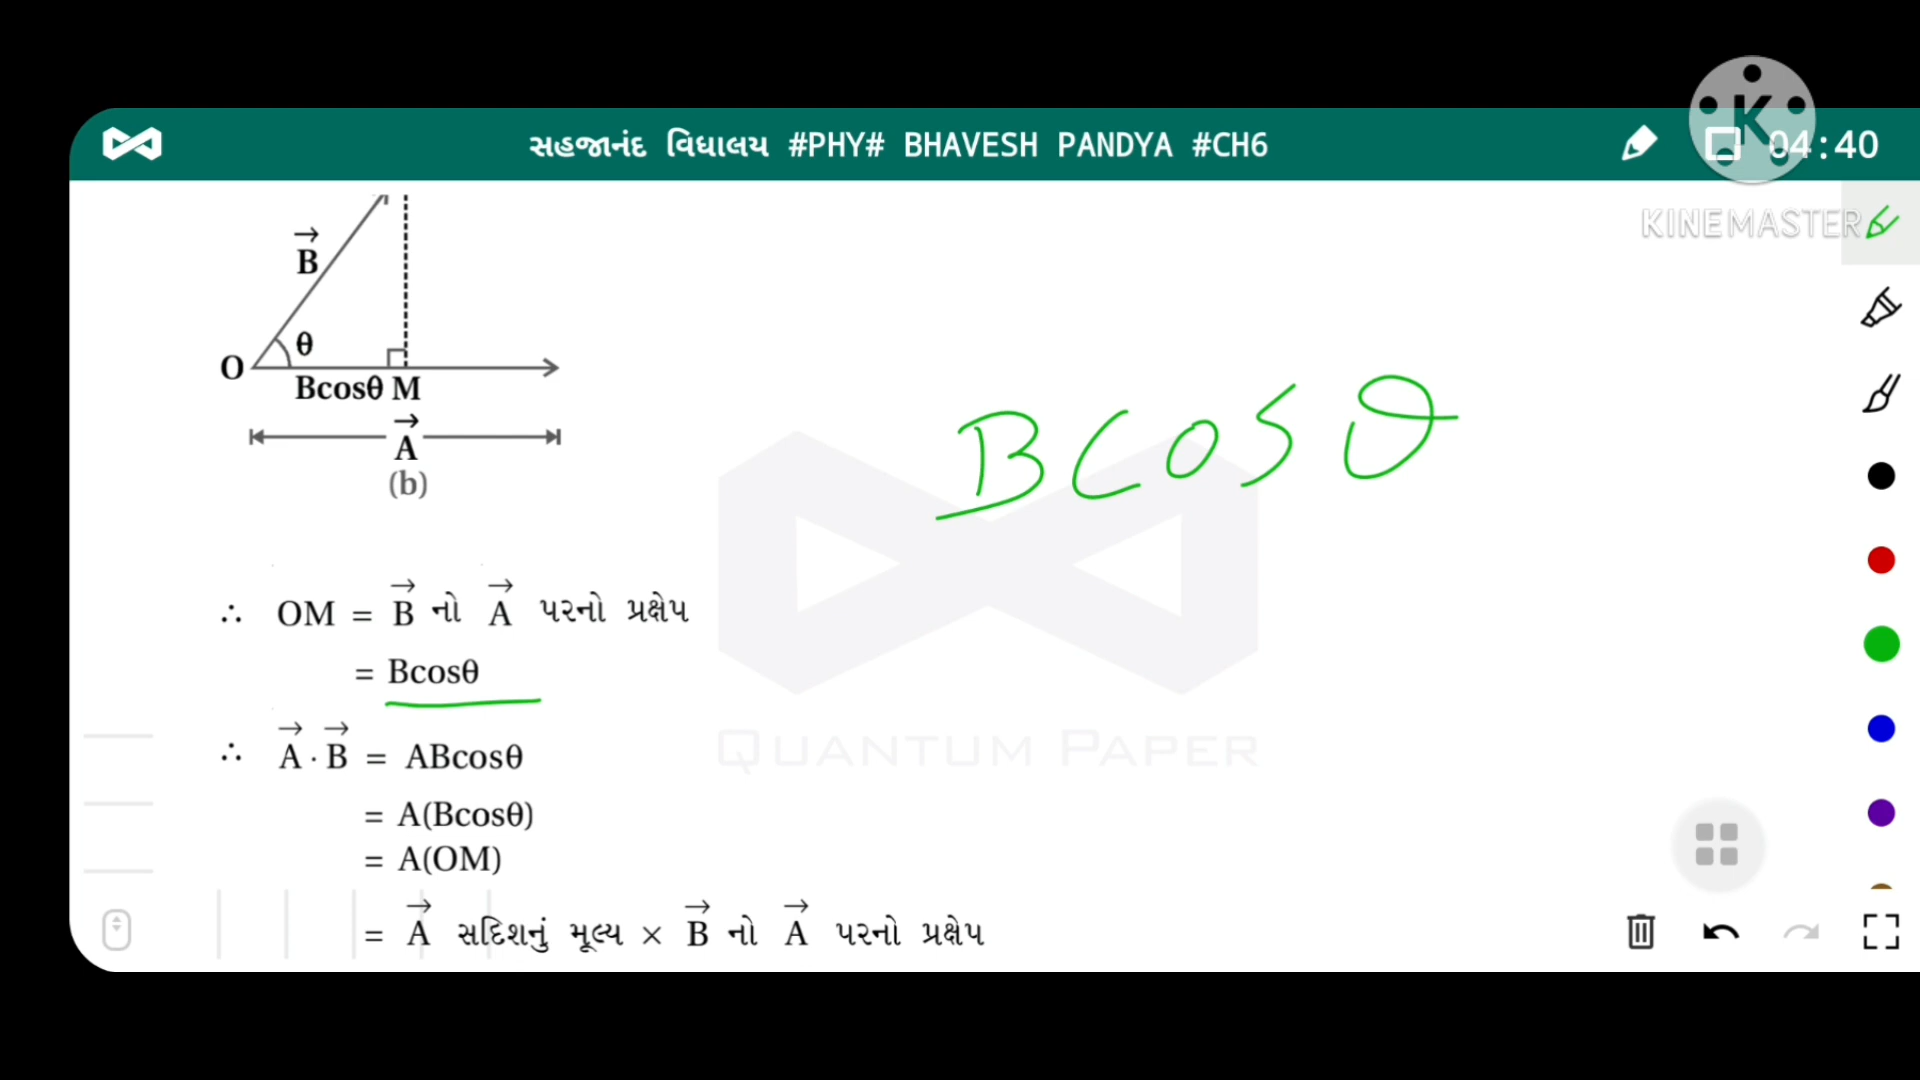 સહજાનંદ વિધાલય #PHY# BHAVESH PANDYA #CH6
04:40
K
KINEMASTER
B
θ
O
Bcosθ M
A
(b)
B COS θ
∴ OM = B નો A પરનો પ્રક્ષેપ
= Bcosθ
∴ A · B = ABcosθ
= A(Bcosθ)
= A(OM)
= A સદિશનું મૂલ્ય × B નો A પરનો પ્રક્ષેપ
QUANTUM PAPER